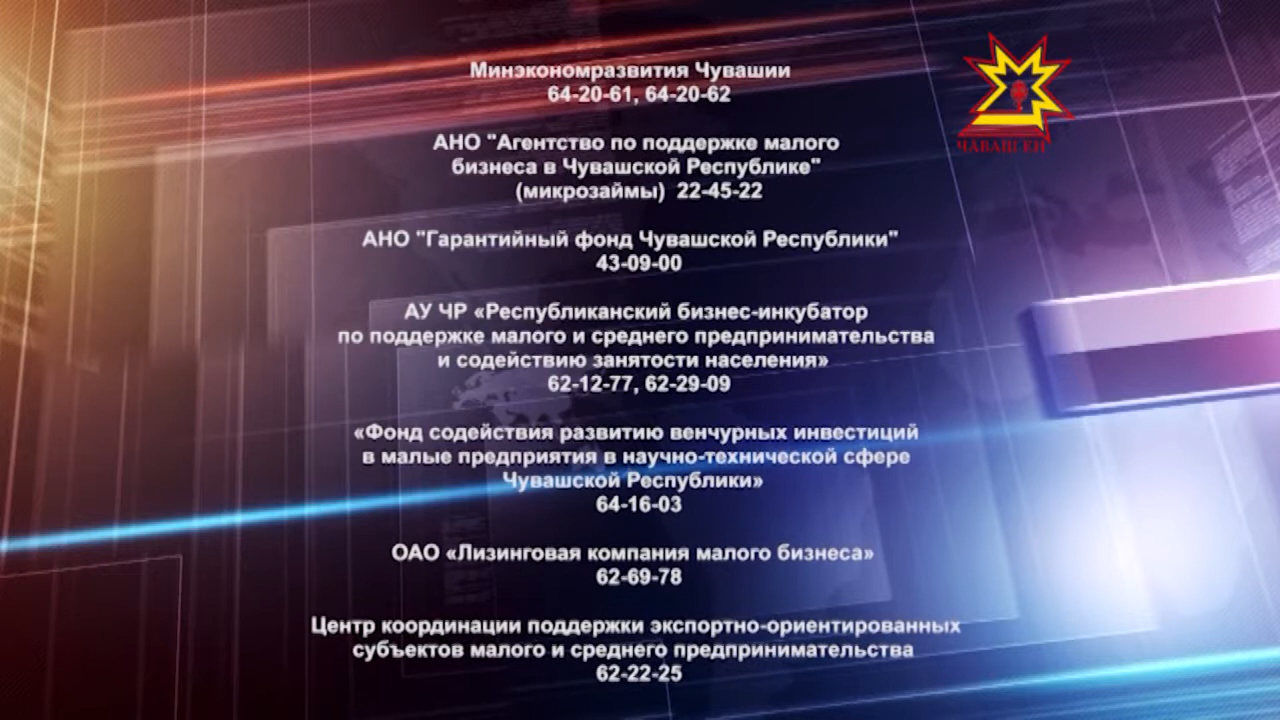 Минэкономразвития Чувашии
64-20-61, 64-20-62
ЧĂВАШ ЕН
АНО "Агентство по поддержке малого
бизнеса в Чувашской Республике"
(микрозаймы) 22-45-22
АНО "Гарантийный фонд Чувашской Республики"
43-09-00
АУ ЧР «Республиканский бизнес-инкубатор
по поддержке малого и среднего предпринимательства
и содействию занятости населения»
62-12-77, 62-29-09
«Фонд содействия развитию венчурных инвестиций
в малые предприятия в научно-технической сфере
Чувашской Республики»
64-16-03
ОАО «Лизинговая компания малого бизнеса»
62-69-78
Центр координации поддержки экспортно-ориентированных
субъектов малого и среднего предпринимательства
62-22-25